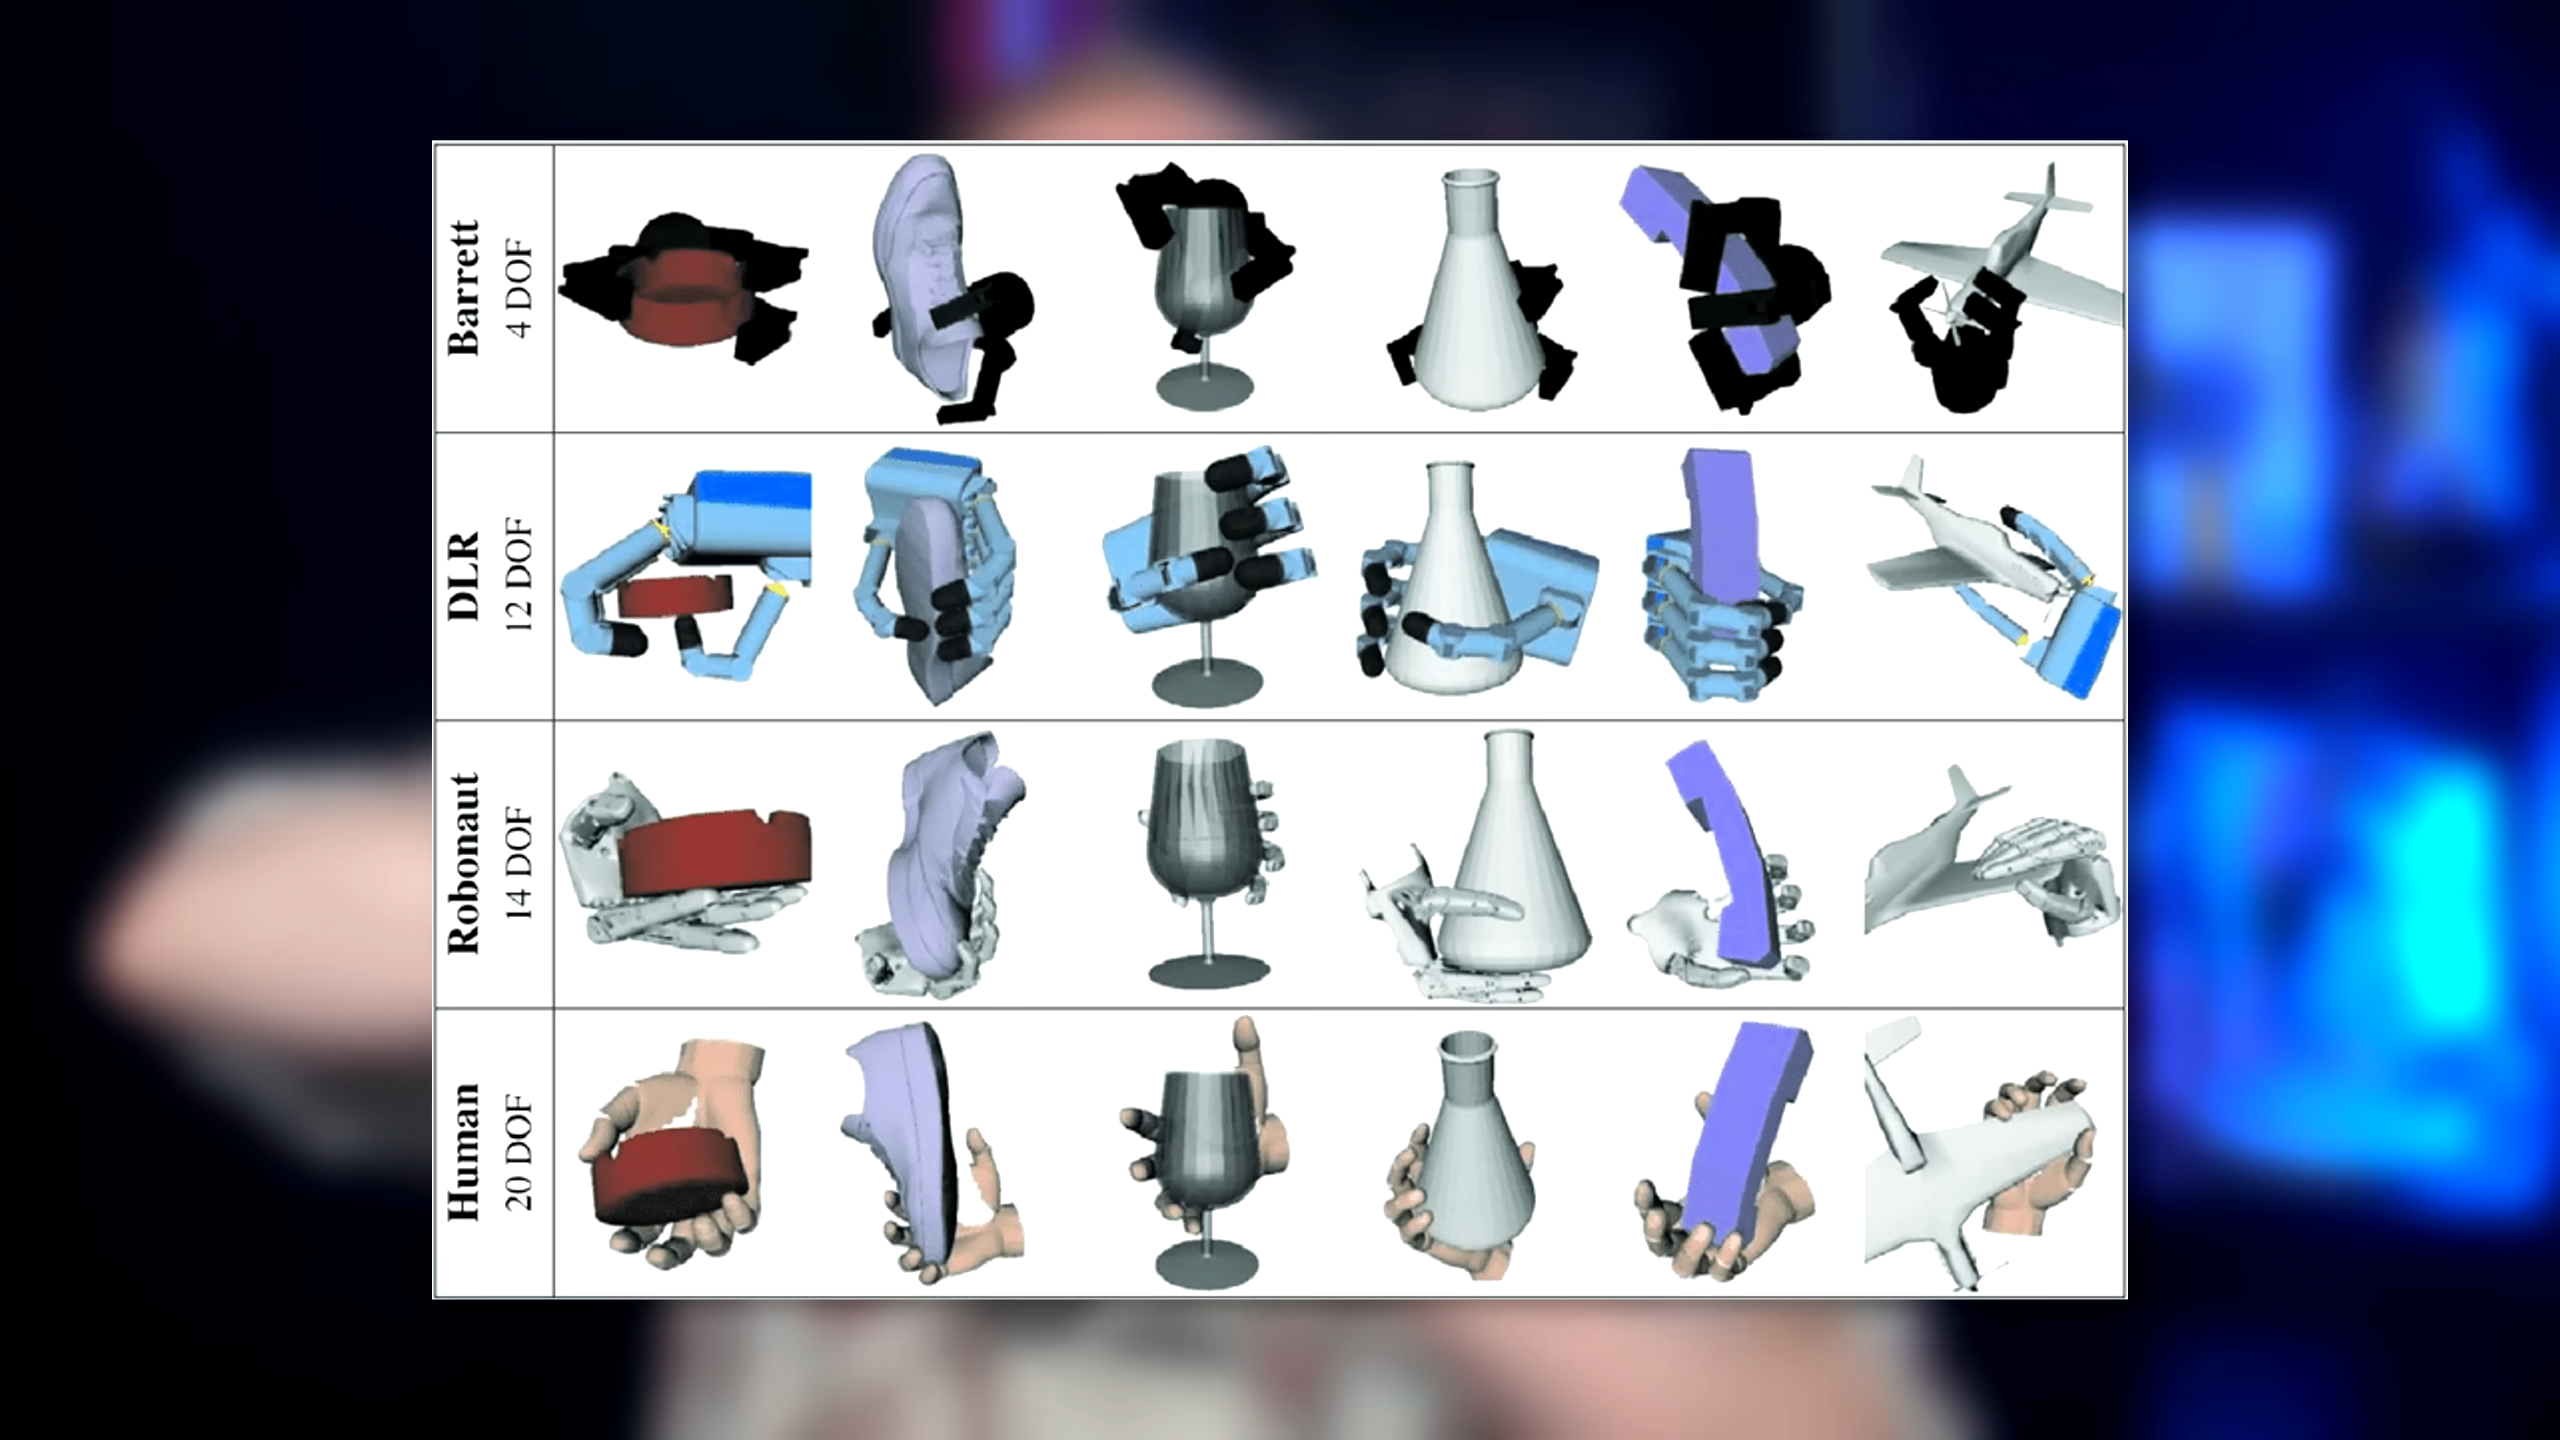 Barrett
4 DOF
DLR
12 DOF
Robonaut
14 DOF
Human
20 DOF